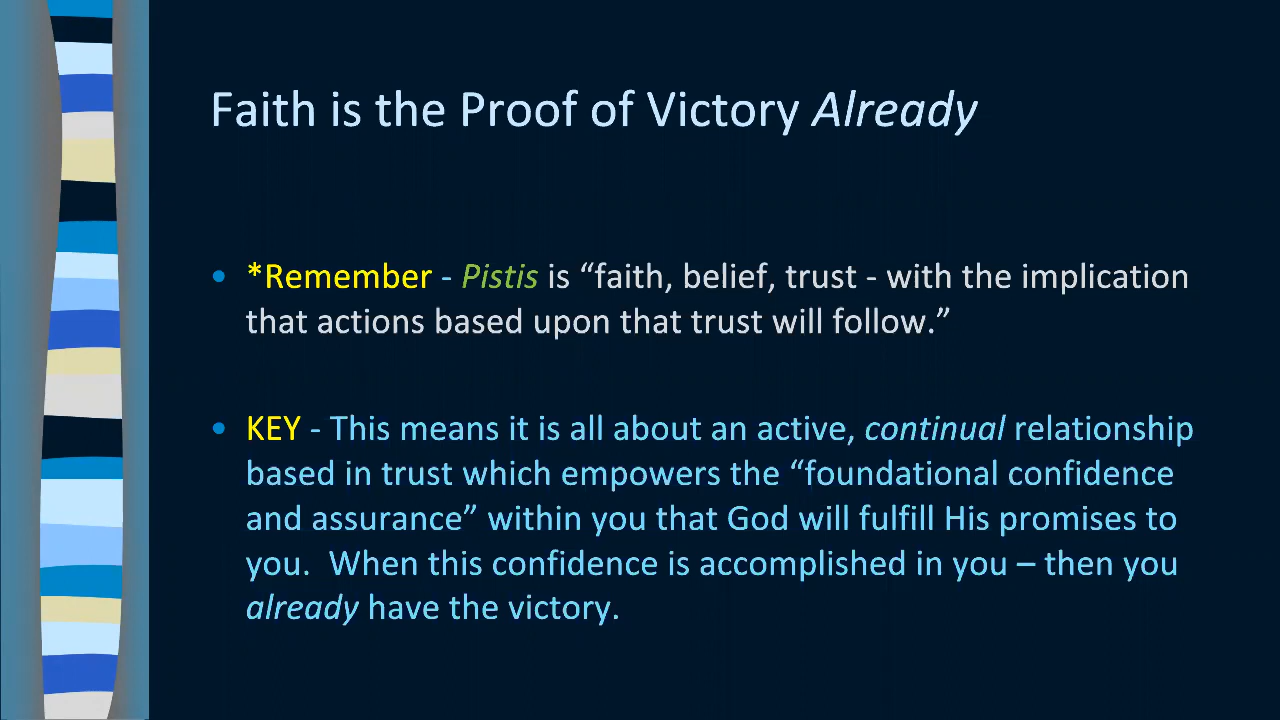 Faith is the Proof of Victory Already
• *Remember - Pistis is “faith, belief, trust - with the implication
that actions based upon that trust will follow.”
• KEY - This means it is all about an active, continual relationship
based in trust which empowers the “foundational confidence
and assurance” within you that God will fulfill His promises to
you.  When this confidence is accomplished in you – then you
already have the victory.